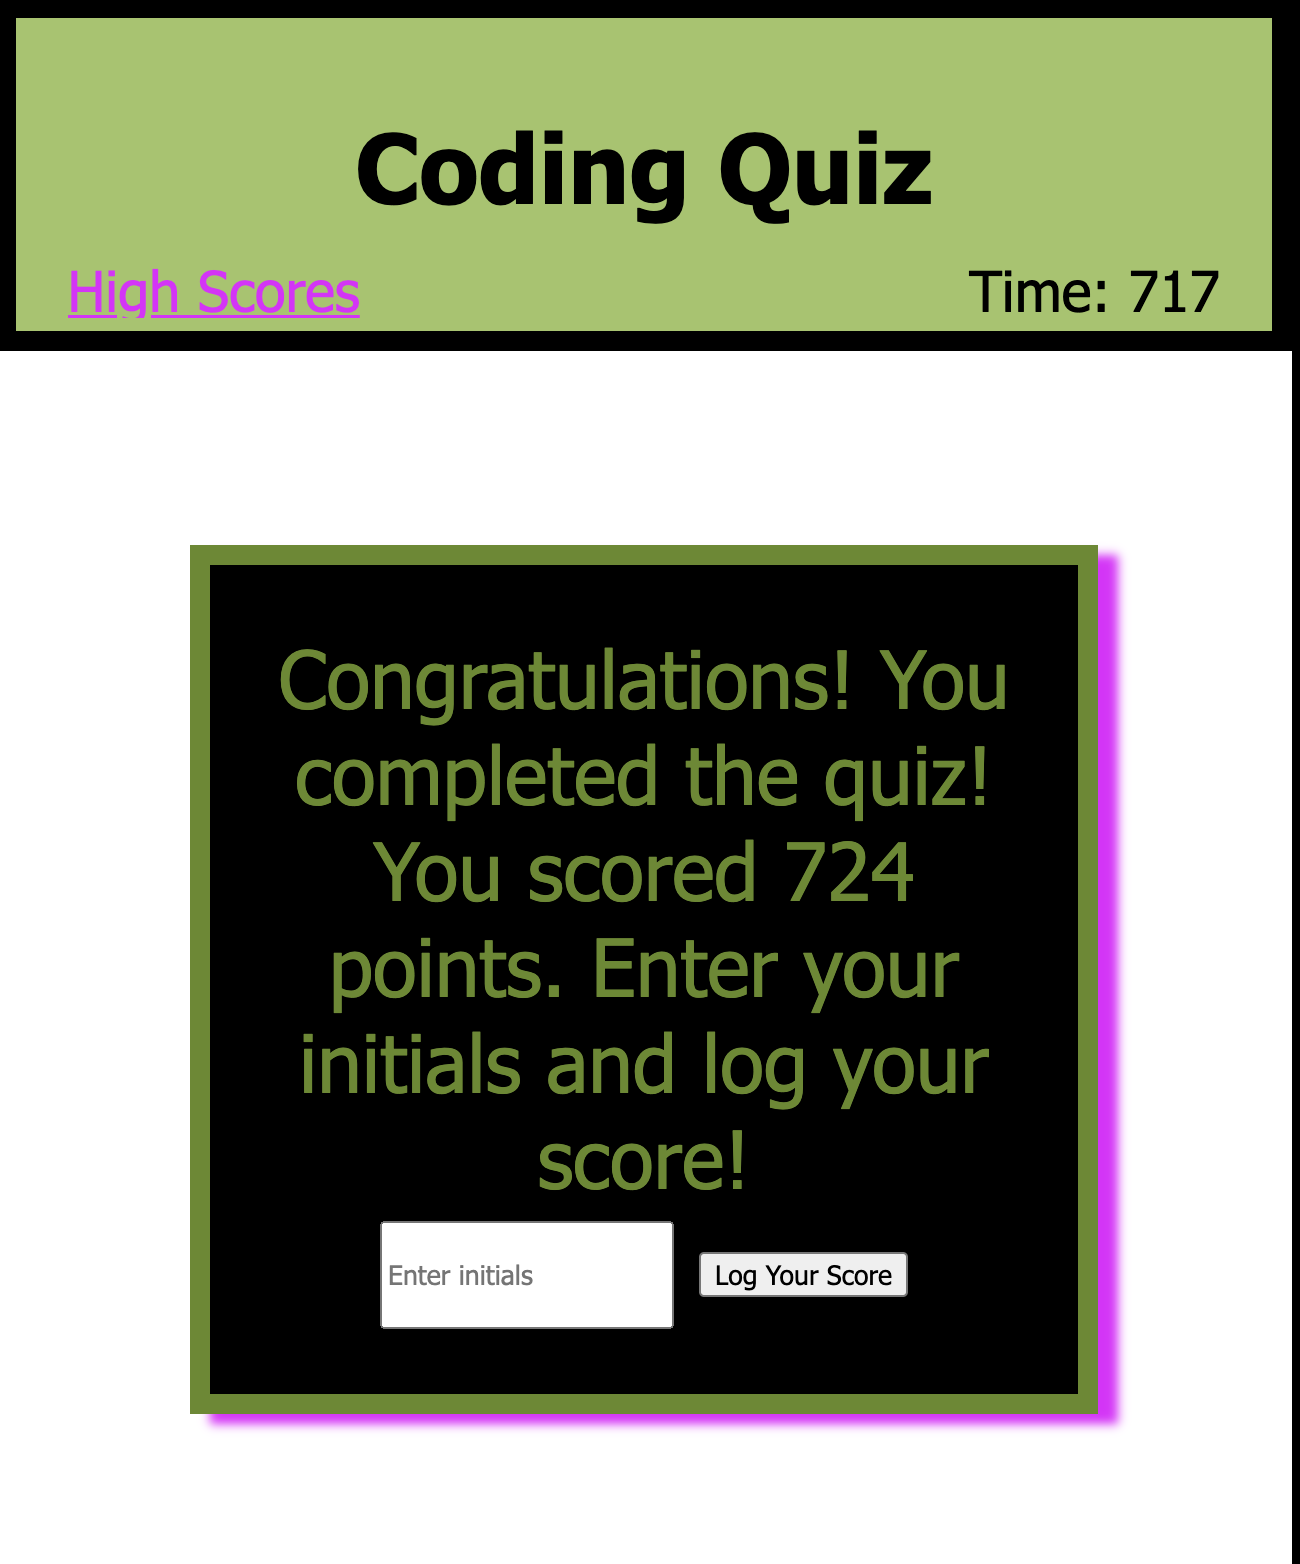 Coding Quiz
High Scores
Time: 717
Congratulations! You
completed the quiz!
You scored 724
points. Enter your
initials and log your
score!
Enter initials
Log Your Score